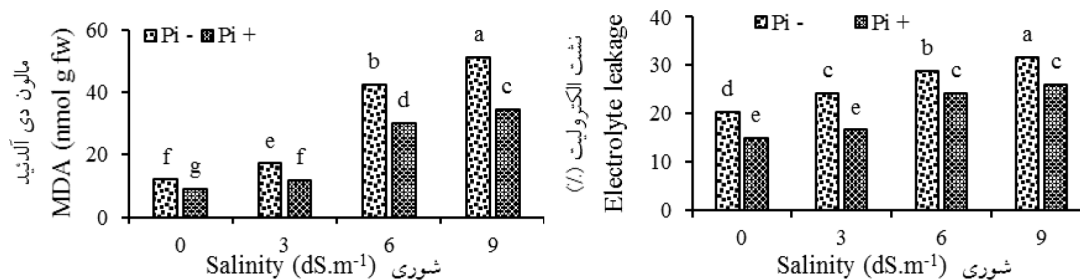 Pi - Pi +
مالون دی آلدئید
MDA (nmol g fw)
60
40
20
0
f g e f b d a c
0 3 6 9
Salinity (dS.m-1) شوری
Pi - Pi +
نشت الکترولیت (٪)
Electrolyte leakage
40
30
20
10
0
d e c e b c a c
0 3 6 9
Salinity (dS.m-1) شوری